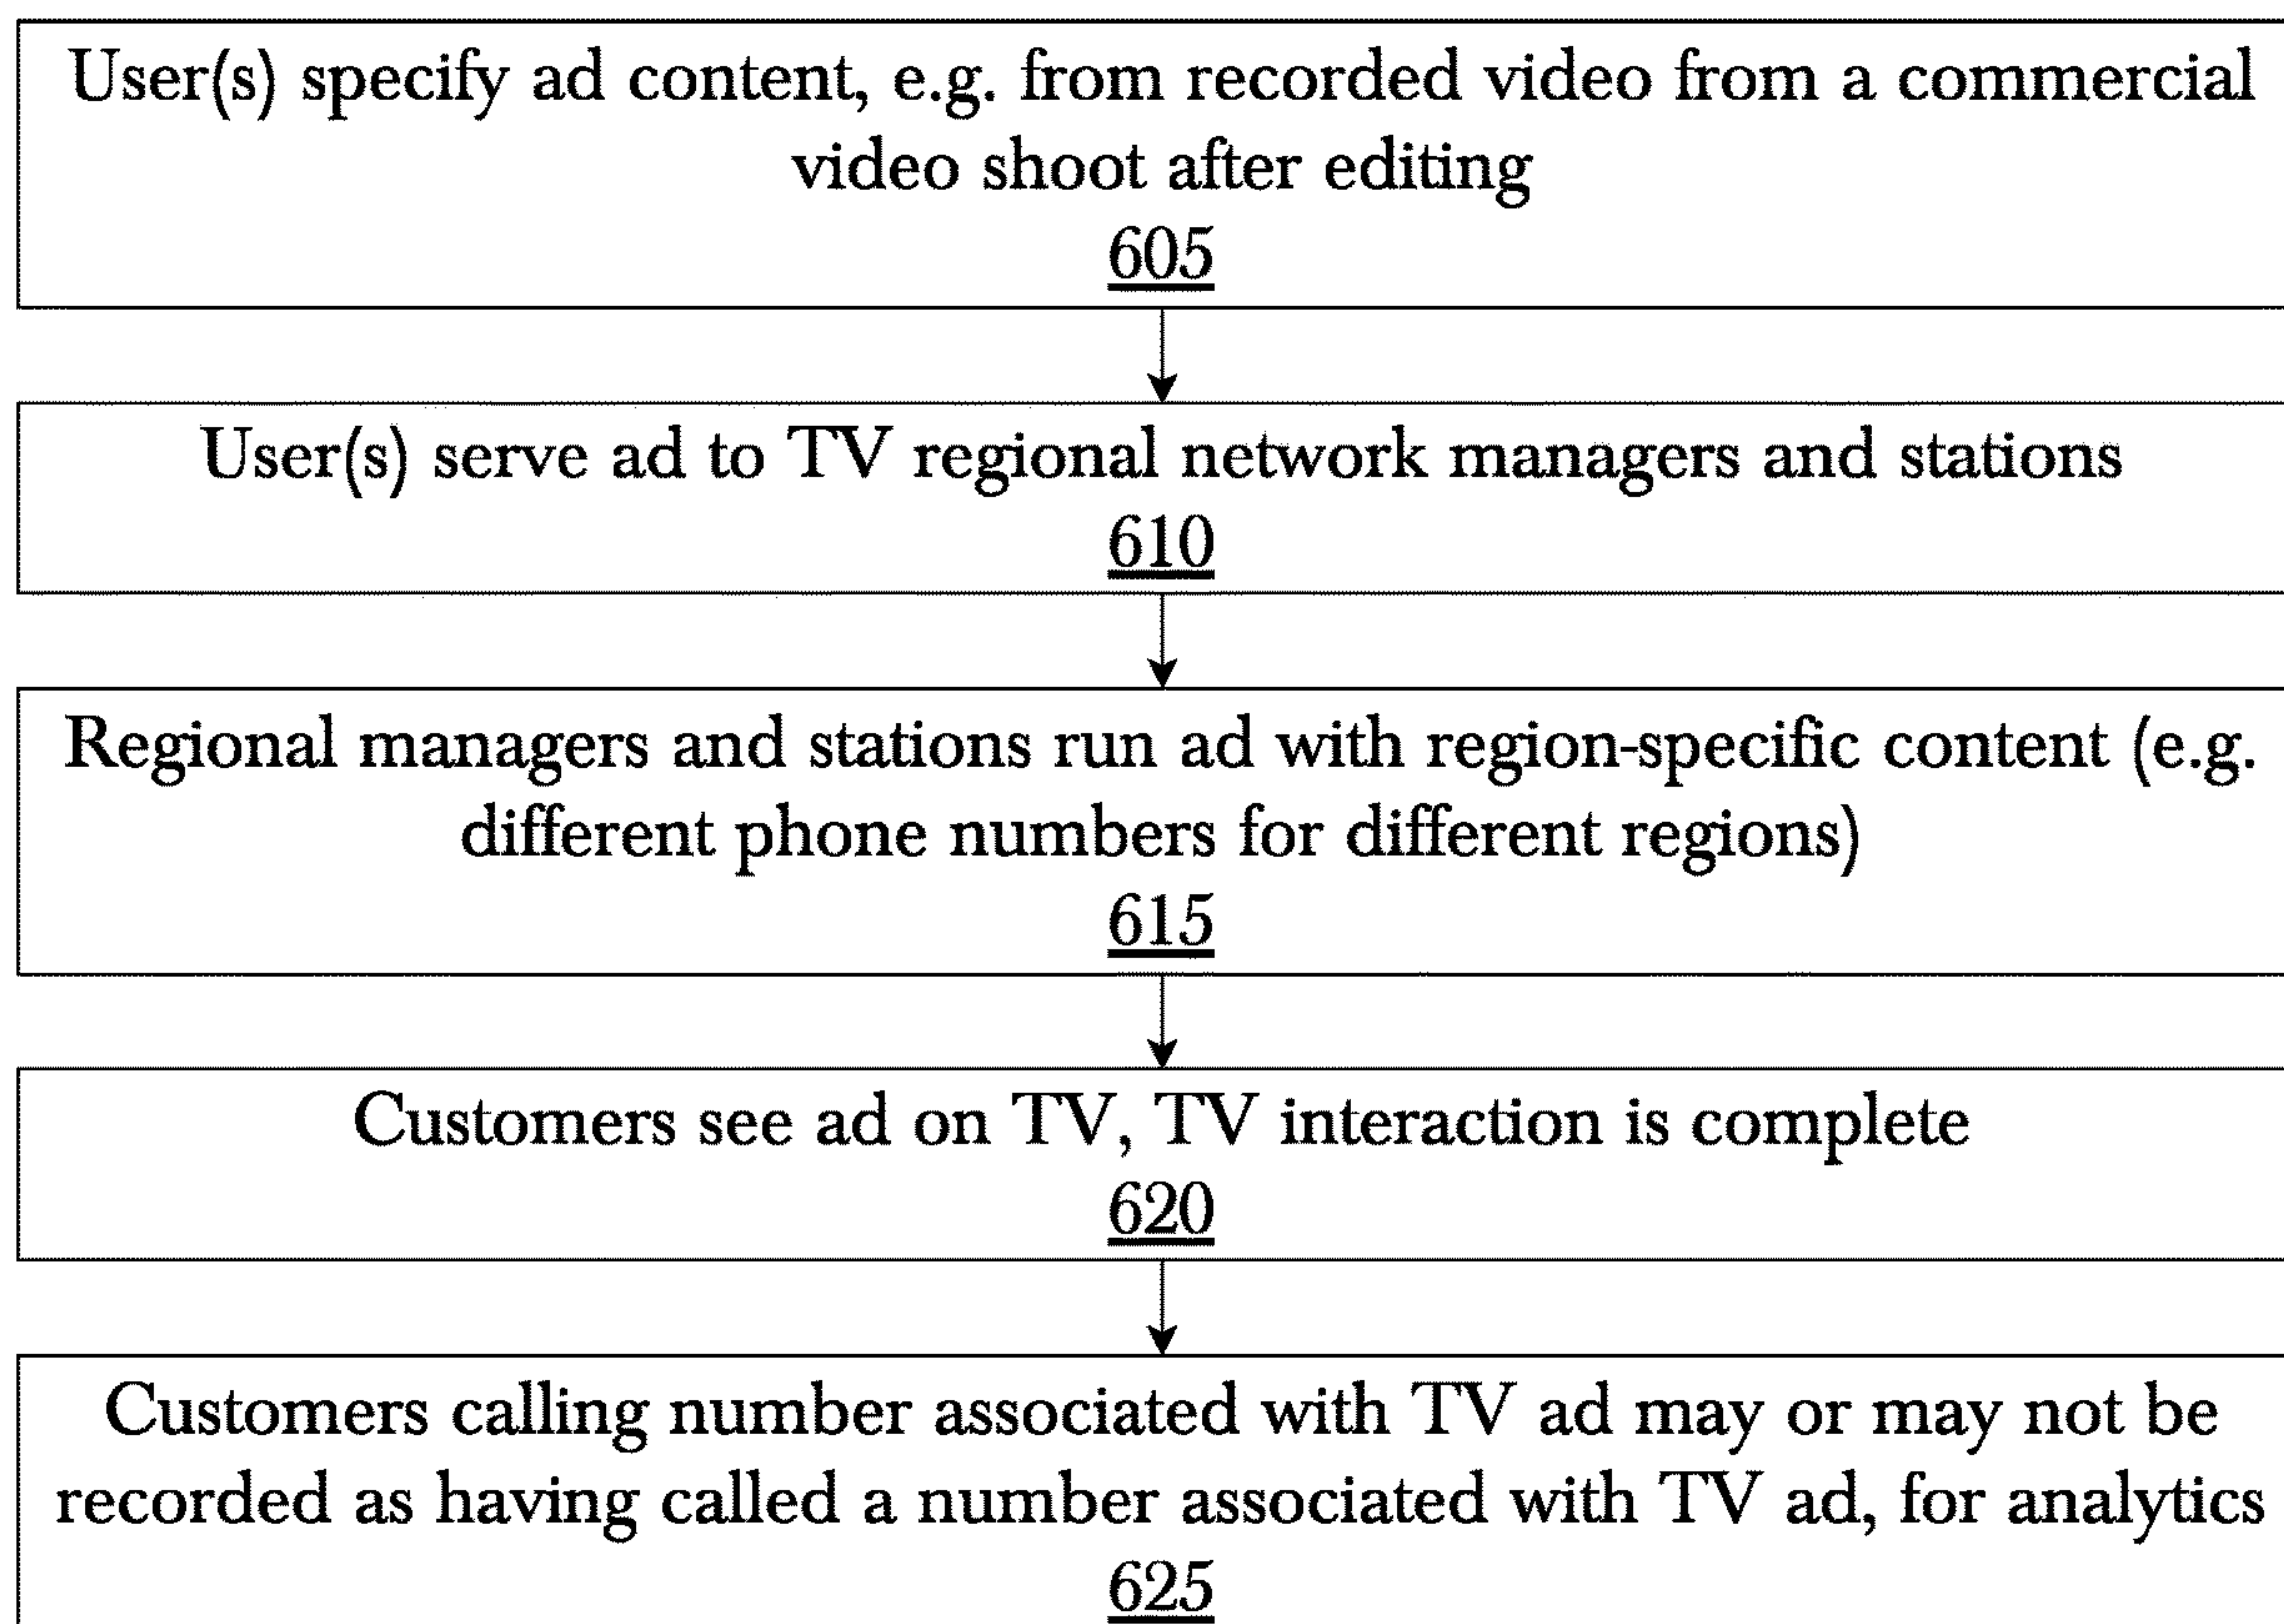 User(s) specify ad content, e.g. from recorded video from a commercial
video shoot after editing
605
User(s) serve ad to TV regional network managers and stations
610
Regional managers and stations run ad with region-specific content (e.g.
different phone numbers for different regions)
615
Customers see ad on TV, TV interaction is complete
620
Customers calling number associated with TV ad may or may not be
recorded as having called a number associated with TV ad, for analytics
625